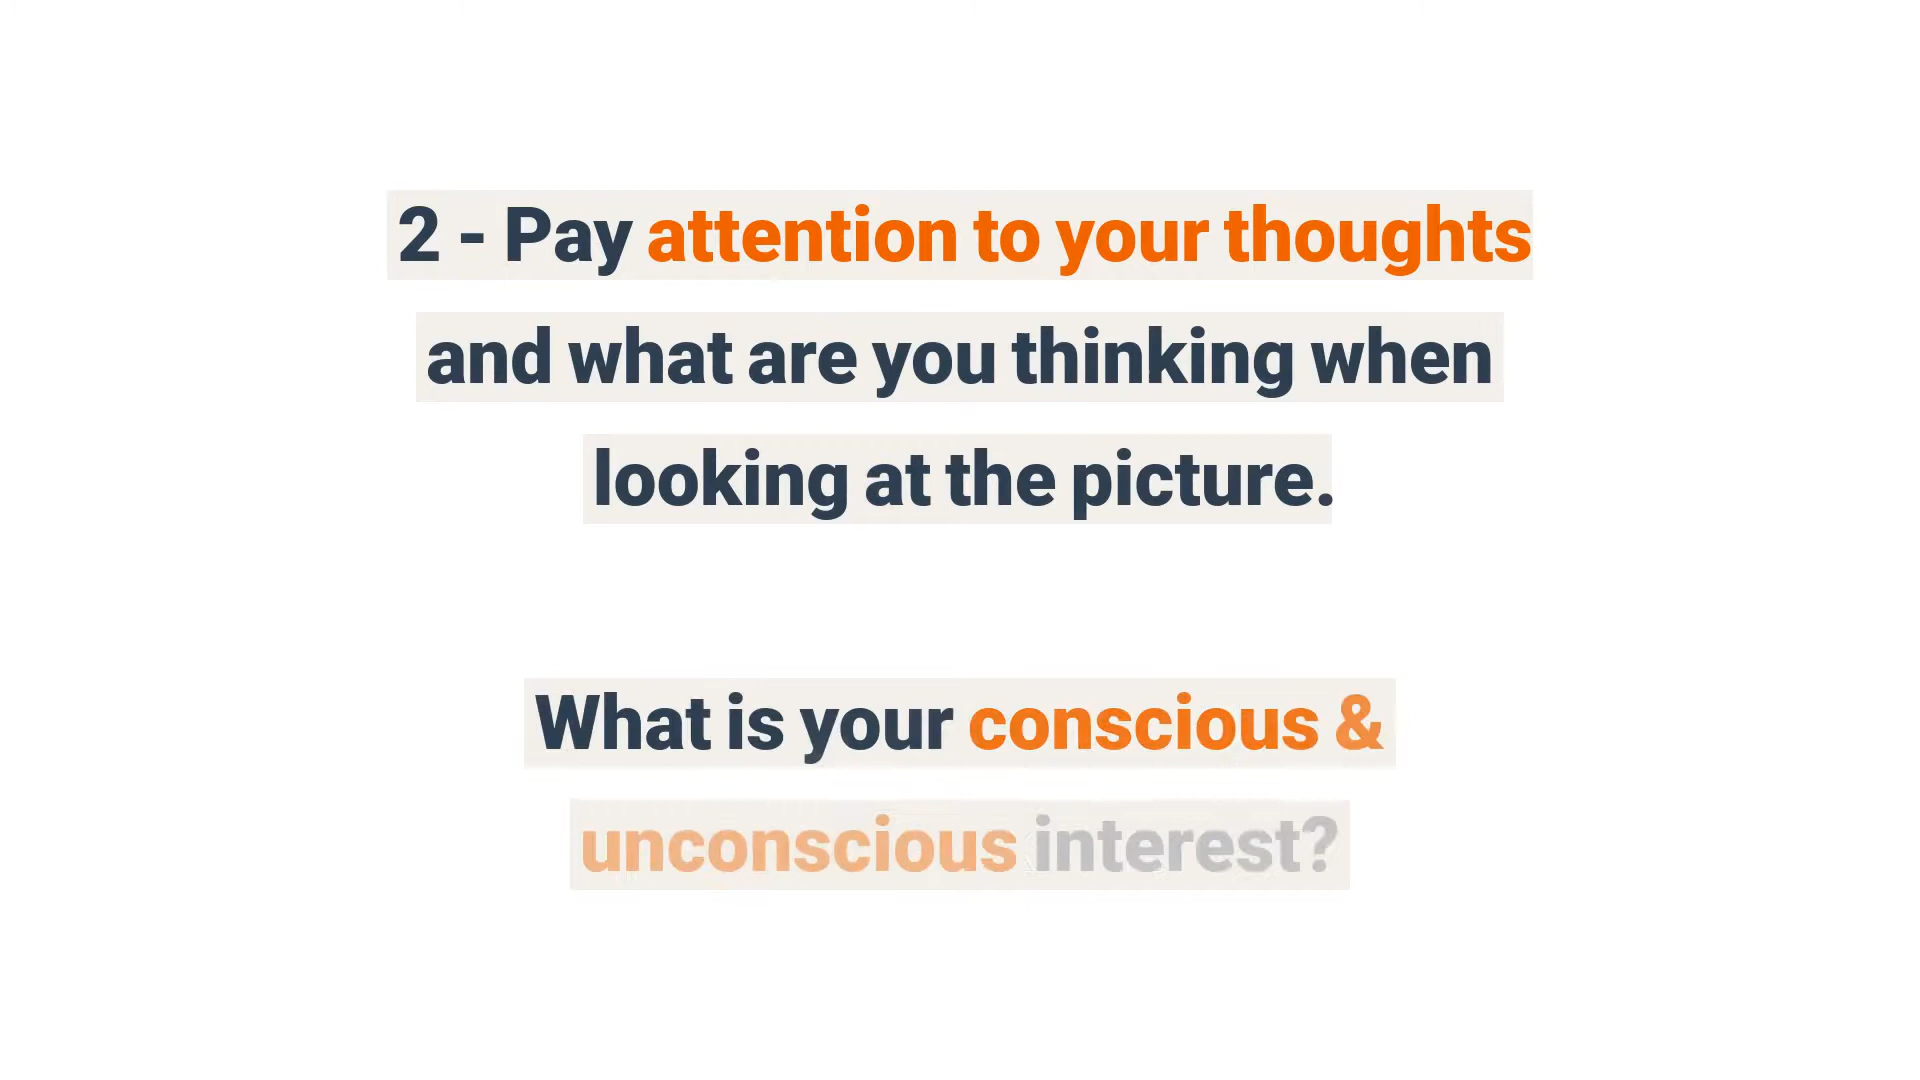 2 - Pay attention to your thoughts
and what are you thinking when
looking at the picture.
What is your conscious &
unconscious interest?